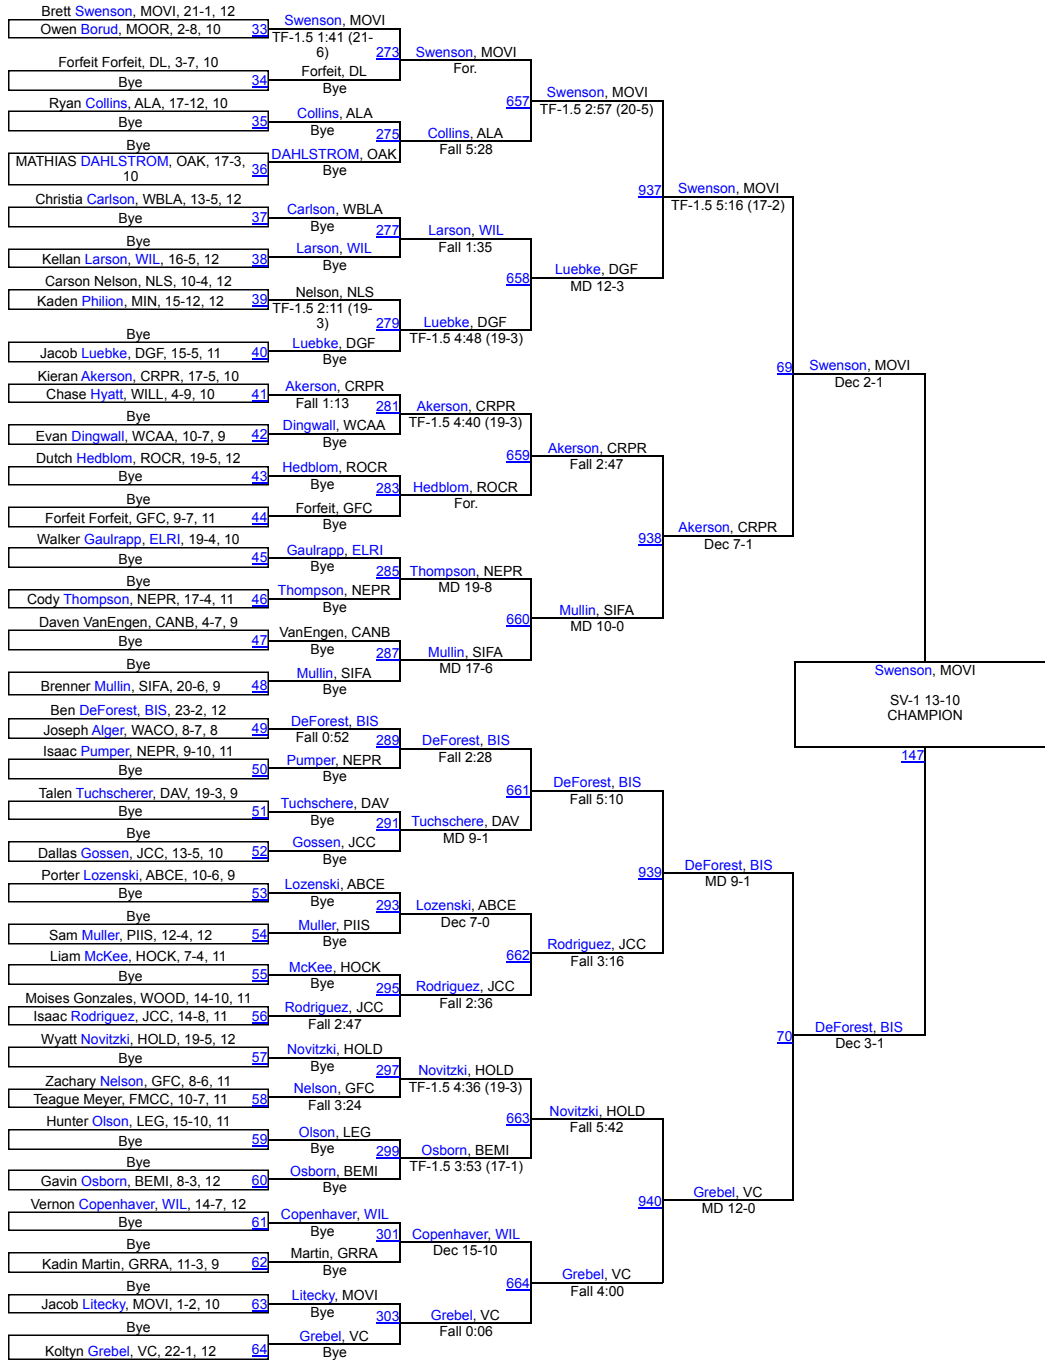 Brett Swenson, MOVI, 21-1, 12
Owen Borud, MOOR, 2-8, 10 33
Forfeit Forfeit, DL, 3-7, 10
Bye 34
Ryan Collins, ALA, 17-12, 10
Bye 35
Bye
MATHIAS DAHLSTROM, OAK, 17-3,
10 36
Christia Carlson, WBLA, 13-5, 12
Bye 37
Bye
Kellan Larson, WIL, 16-5, 12 38
Carson Nelson, NLS, 10-4, 12
Kaden Philion, MIN, 15-12, 12 39
Bye
Jacob Luebke, DGF, 15-5, 11 40
Kieran Akerson, CRPR, 17-5, 10
Chase Hyatt, WILL, 4-9, 10 41
Bye
Evan Dingwall, WCAA, 10-7, 9 42
Dutch Hedblom, ROCR, 19-5, 12
Bye 43
Bye
Forfeit Forfeit, GFC, 9-7, 11 44
Walker Gaulrapp, ELRI, 19-4, 10
Bye 45
Bye
Cody Thompson, NEPR, 17-4, 11 46
Daven VanEngen, CANB, 4-7, 9
Bye 47
Bye
Brenner Mullin, SIFA, 20-6, 9 48
Ben DeForest, BIS, 23-2, 12
Joseph Alger, WACO, 8-7, 8 49
Isaac Pumper, NEPR, 9-10, 11
Bye 50
Talen Tuchscherer, DAV, 19-3, 9
Bye 51
Bye
Dallas Gossen, JCC, 13-5, 10 52
Porter Lozenski, ABCE, 10-6, 9
Bye 53
Bye
Sam Muller, PIIS, 12-4, 12 54
Liam McKee, HOCK, 7-4, 11
Bye 55
Moises Gonzales, WOOD, 14-10, 11
Isaac Rodriguez, JCC, 14-8, 11 56
Wyatt Novitzki, HOLD, 19-5, 12
Bye 57
Zachary Nelson, GFC, 8-6, 11
Teague Meyer, FMCC, 10-7, 11 58
Hunter Olson, LEG, 15-10, 11
Bye 59
Bye
Gavin Osborn, BEMI, 8-3, 12 60
Vernon Copenhaver, WIL, 14-7, 12
Bye 61
Bye
Kadin Martin, GRRA, 11-3, 9 62
Bye
Jacob Litecky, MOVI, 1-2, 10 63
Bye
Koltyn Grebel, VC, 22-1, 12 64
Swenson, MOVI
TF-1.5 1:41 (21-
6) 273
Forfeit, DL
Bye
Collins, ALA
Bye 275
DAHLSTROM, OAK
Bye
Carlson, WBLA
Bye 277
Larson, WIL
Bye
Nelson, NLS
TF-1.5 2:11 (19-
3) 279
Luebke, DGF
Bye
Akerson, CRPR
Fall 1:13 281
Dingwall, WCAA
Bye
Hedblom, ROCR
Bye 283
Forfeit, GFC
Bye
Gaulrapp, ELRI
Bye 285
Thompson, NEPR
Bye
VanEngen, CANB
Bye 287
Mullin, SIFA
Bye
DeForest, BIS
Fall 0:52 289
Pumper, NEPR
Bye
Tuchschere, DAV
Bye 291
Gossen, JCC
Bye
Lozenski, ABCE
Bye 293
Muller, PIIS
Bye
McKee, HOCK
Bye 295
Rodriguez, JCC
Fall 2:47
Novitzki, HOLD
Bye 297
Nelson, GFC
Fall 3:24
Olson, LEG
Bye 299
Osborn, BEMI
Bye
Copenhaver, WIL
Bye 301
Martin, GRRA
Bye
Litecky, MOVI
Bye 303
Grebel, VC
Bye
Swenson, MOVI
For.
657
Collins, ALA
Fall 5:28
Larson, WIL
Fall 1:35
658
Luebke, DGF
TF-1.5 4:48 (19-3)
Akerson, CRPR
TF-1.5 4:40 (19-3)
659
Hedblom, ROCR
For.
Thompson, NEPR
MD 19-8
660
Mullin, SIFA
MD 17-6
DeForest, BIS
Fall 2:28
661
Tuchschere, DAV
MD 9-1
Lozenski, ABCE
Dec 7-0
662
Rodriguez, JCC
Fall 2:36
Novitzki, HOLD
TF-1.5 4:36 (19-3)
663
Osborn, BEMI
TF-1.5 3:53 (17-1)
Copenhaver, WIL
Dec 15-10
664
Grebel, VC
Fall 0:06
Swenson, MOVI
TF-1.5 2:57 (20-5)
937
Luebke, DGF
MD 12-3
Akerson, CRPR
Fall 2:47
938
Mullin, SIFA
MD 10-0
DeForest, BIS
Fall 5:10
939
Rodriguez, JCC
Fall 3:16
Novitzki, HOLD
Fall 5:42
940
Grebel, VC
Fall 4:00
Swenson, MOVI
TF-1.5 5:16 (17-2)
69
Akerson, CRPR
Dec 7-1
DeForest, BIS
MD 9-1
70
Grebel, VC
MD 12-0
Swenson, MOVI
Dec 2-1
Swenson, MOVI
SV-1 13-10
CHAMPION
147
DeForest, BIS
Dec 3-1